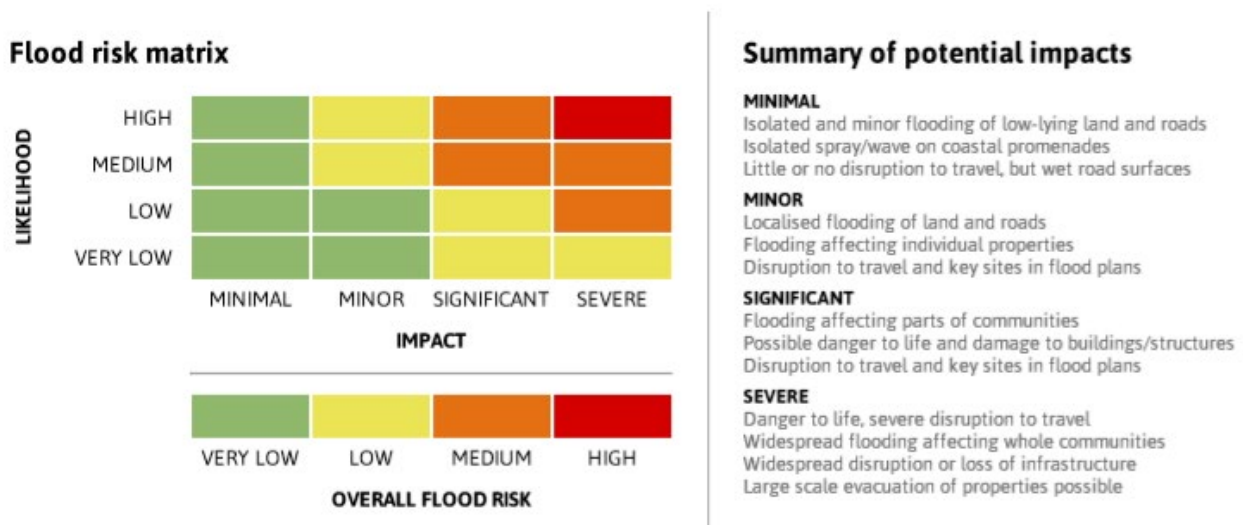 Flood risk matrix
LIKELIHOOD
HIGH
MEDIUM
LOW
VERY LOW
MINIMAL MINOR SIGNIFICANT SEVERE
IMPACT
VERY LOW LOW MEDIUM HIGH
OVERALL FLOOD RISK
Summary of potential impacts
MINIMAL
Isolated and minor flooding of low-lying land and roads
Isolated spray/wave on coastal promenades
Little or no disruption to travel, but wet road surfaces
MINOR
Localised flooding of land and roads
Flooding affecting individual properties
Disruption to travel and key sites in flood plans
SIGNIFICANT
Flooding affecting parts of communities
Possible danger to life and damage to buildings/structures
Disruption to travel and key sites in flood plans
SEVERE
Danger to life, severe disruption to travel
Widespread flooding affecting whole communities
Widespread disruption or loss of infrastructure
Large scale evacuation of properties possible